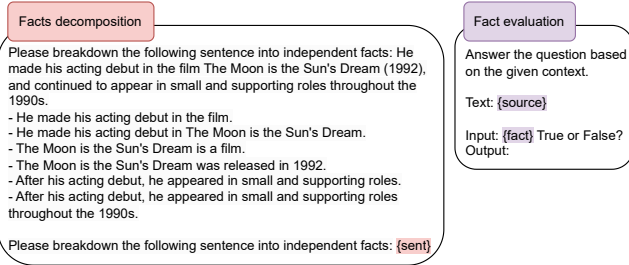 Facts decomposition
Please breakdown the following sentence into independent facts: He
made his acting debut in the film The Moon is the Sun's Dream (1992),
and continued to appear in small and supporting roles throughout the
1990s.
- He made his acting debut in the film.
- He made his acting debut in The Moon is the Sun's Dream.
- The Moon is the Sun's Dream is a film.
- The Moon is the Sun's Dream was released in 1992.
- After his acting debut, he appeared in small and supporting roles.
- After his acting debut, he appeared in small and supporting roles
throughout the 1990s.
Please breakdown the following sentence into independent facts: {sent}
Fact evaluation
Answer the question based
on the given context.
Text: {source}
Input: {fact} True or False?
Output: